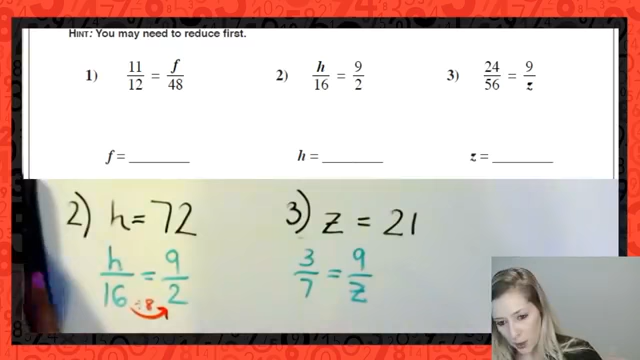 HINT: You may need to reduce first.
1) 11/12 = f/48
2) h/16 = 9/2
3) 24/56 = 9/z
f = ________
h = ________
z = ________
2) h = 72
3) z = 21
h/16 = 9/2
÷8
3/7 = 9/z